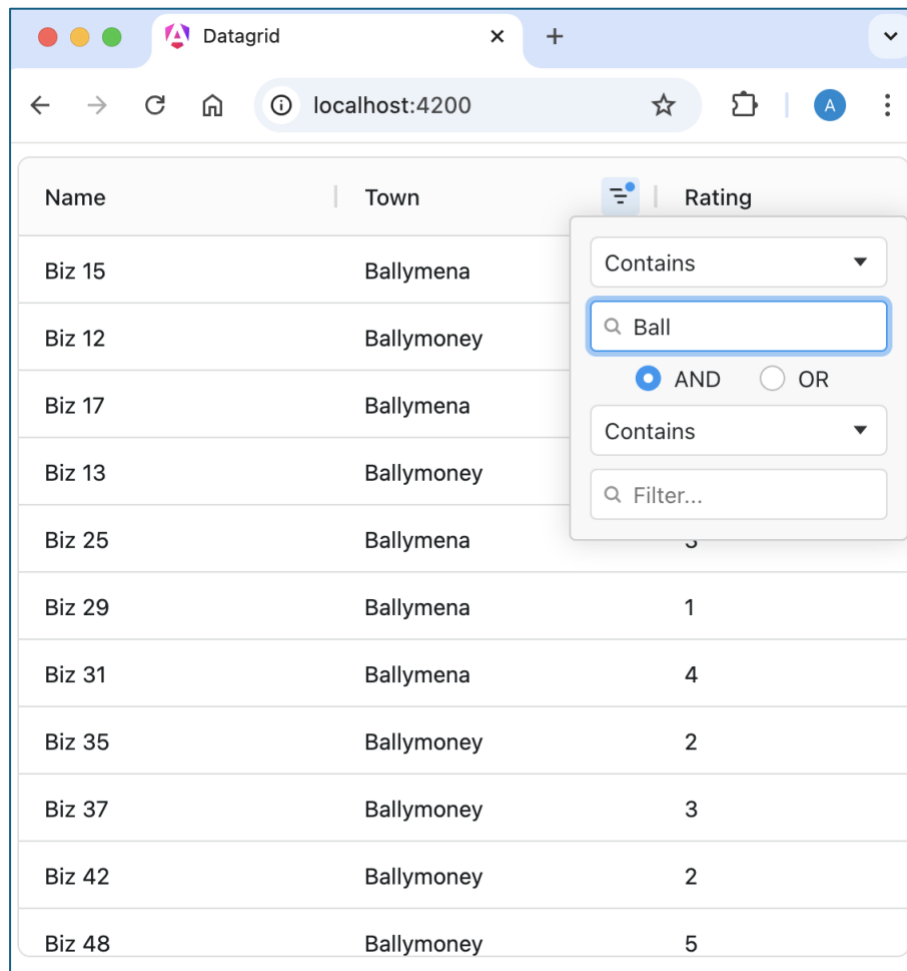 Datagrid
localhost:4200
A
Name Town Rating
Biz 15 Ballymena
Contains
Biz 12 Ballymoney
Ball
AND OR
Biz 17 Ballymena
Contains
Biz 13 Ballymoney
Filter...
Biz 25 Ballymena 3
Biz 29 Ballymena 1
Biz 31 Ballymena 4
Biz 35 Ballymoney 2
Biz 37 Ballymoney 3
Biz 42 Ballymoney 2
Biz 48 Ballymoney 5